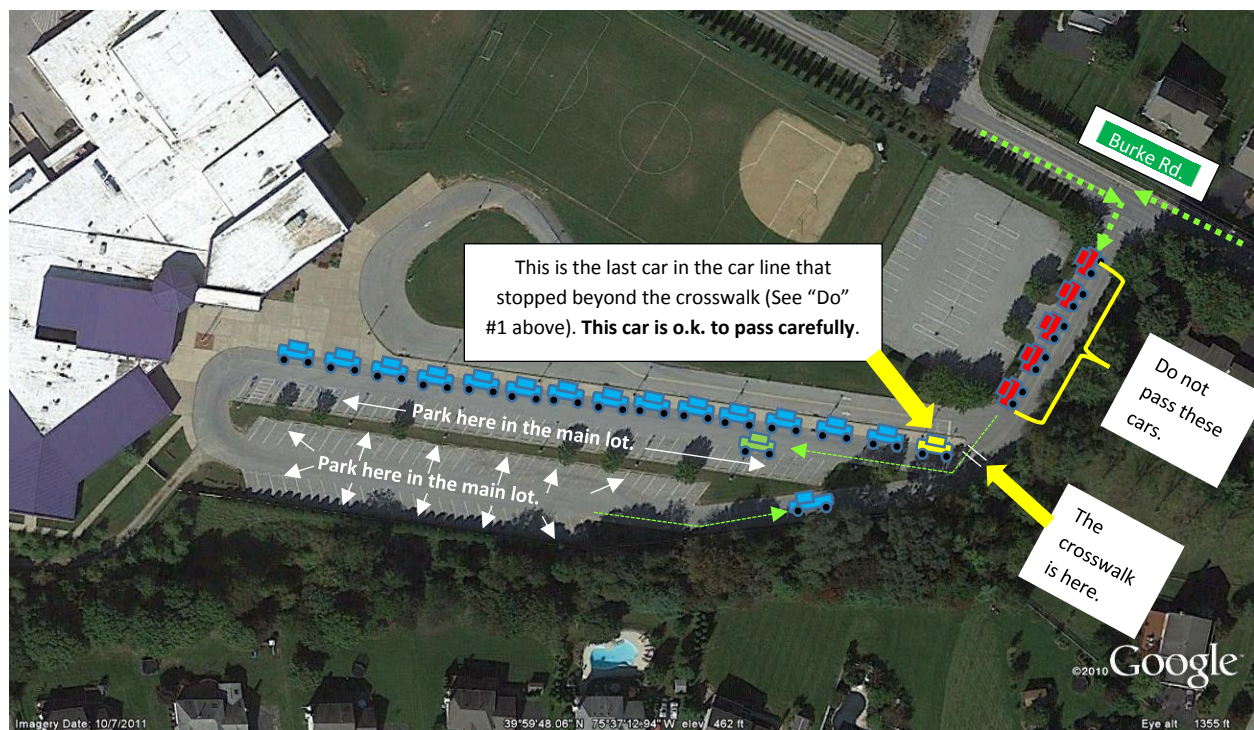 Burke Rd.
This is the last car in the car line that
stopped beyond the crosswalk (See “Do”
#1 above). This car is o.k. to pass carefully.
Do not
pass these
cars.
Park here in the main lot.
Park here in the main lot.
The
crosswalk
is here.
©2010 Google
Imagery Date: 10/7/2011 39°59'48.06" N 75°37'12.94" W elev 462 ft Eye alt 1355 ft